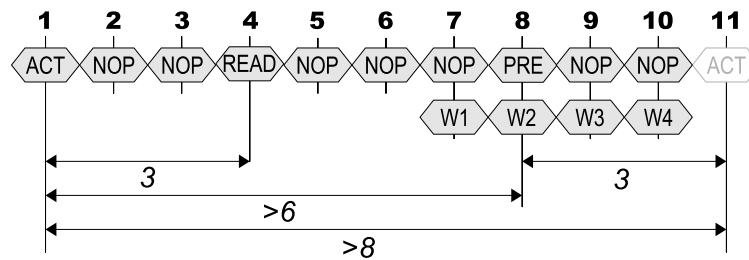 1 2 3 4 5 6 7 8 9 10 11
ACT NOP NOP READ NOP NOP NOP PRE NOP NOP ACT
W1 W2 W3 W4
3 3
>6
>8